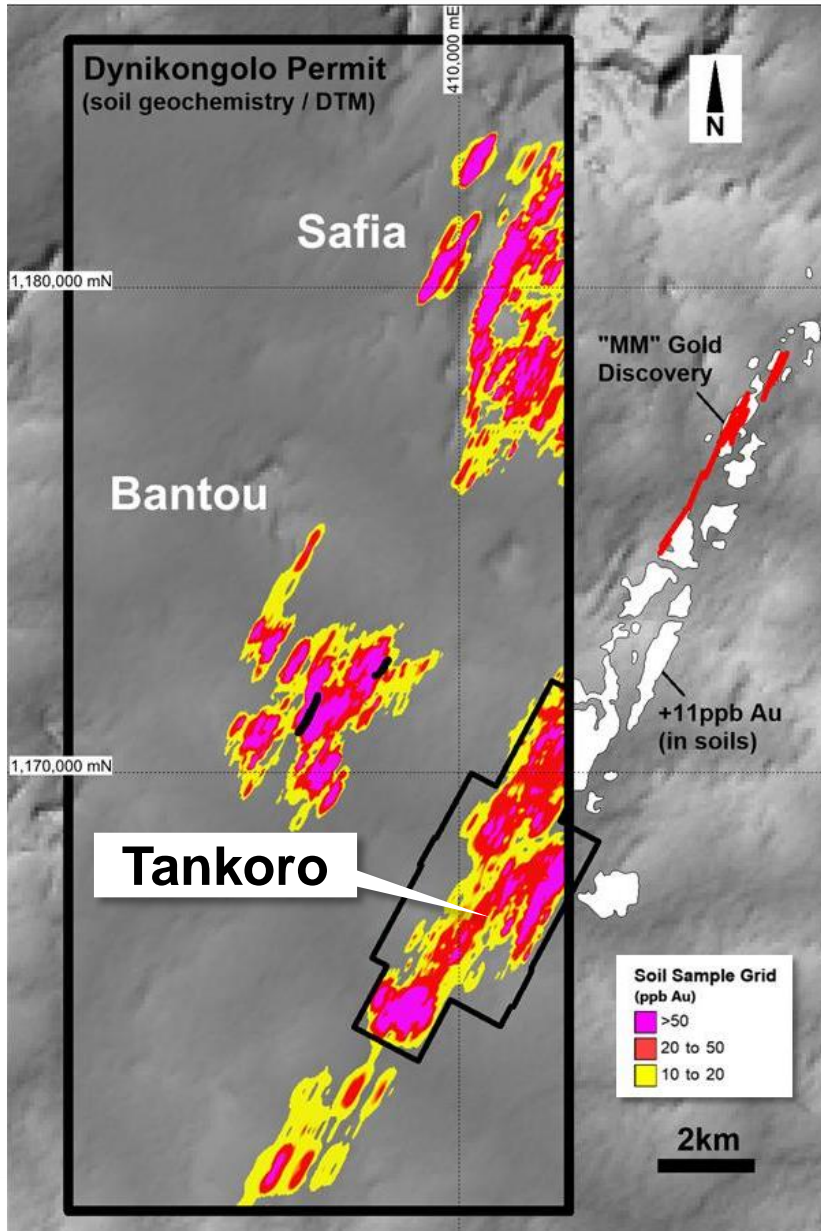 Dynikongolo Permit
(soil geochemistry / DTM)
410,000 mE
N
Safia
1,180,000 mN
"MM" Gold
Discovery
Bantou
+11ppb Au
(in soils)
1,170,000 mN
Tankoro
Soil Sample Grid
(ppb Au)
>50
20 to 50
10 to 20
2km